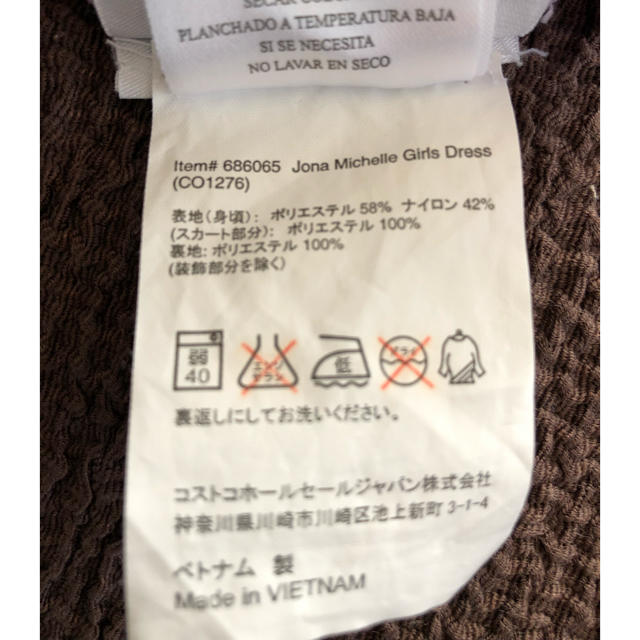 PLANCHADO A TEMPERATURA BAJA
SI SE NECESITA
NO LAVAR EN SECO
Item# 686065 Jona Michelle Girls Dress
(CO1276)
表地(身頃): ポリエステル 58% ナイロン 42%
(スカート部分): ポリエステル 100%
裏地: ポリエステル 100%
(装飾部分を除く)
弱 エンソ 低 ドライ
40 サラシ
裏返しにしてお洗いください。
コストコホールセールジャパン株式会社
神奈川県川崎市川崎区池上新町 3-1-4
ベトナム 製
Made in VIETNAM